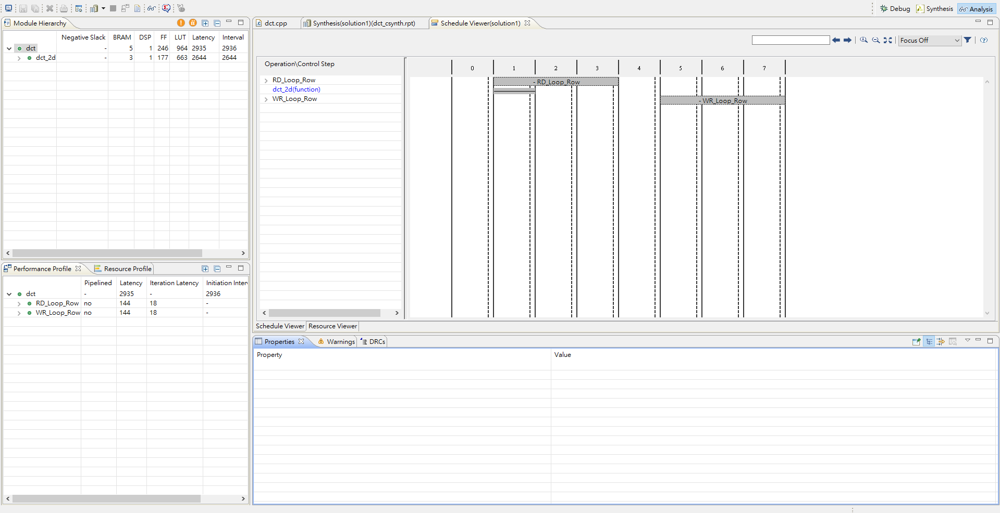 Debug Synthesis Analysis
Module Hierarchy
Negative Slack BRAM DSP FF LUT Latency Interval
dct - 5 1 246 964 2935 2936
dct_2d - 3 1 177 663 2644 2644
Performance Profile Resource Profile
Pipelined Latency Iteration Latency Initiation Inter
dct - 2935 - 2936
RD_Loop_Row no 144 18 -
WR_Loop_Row no 144 18 -
dct.cpp Synthesis(solution1)(dct_csynth.rpt) Schedule Viewer(solution1)
Focus Off
Operation\Control Step 0 1 2 3 4 5 6 7
RD_Loop_Row - RD_Loop_Row
dct_2d(function)
WR_Loop_Row - WR_Loop_Row
Schedule Viewer Resource Viewer
Properties Warnings DRCs
Property Value